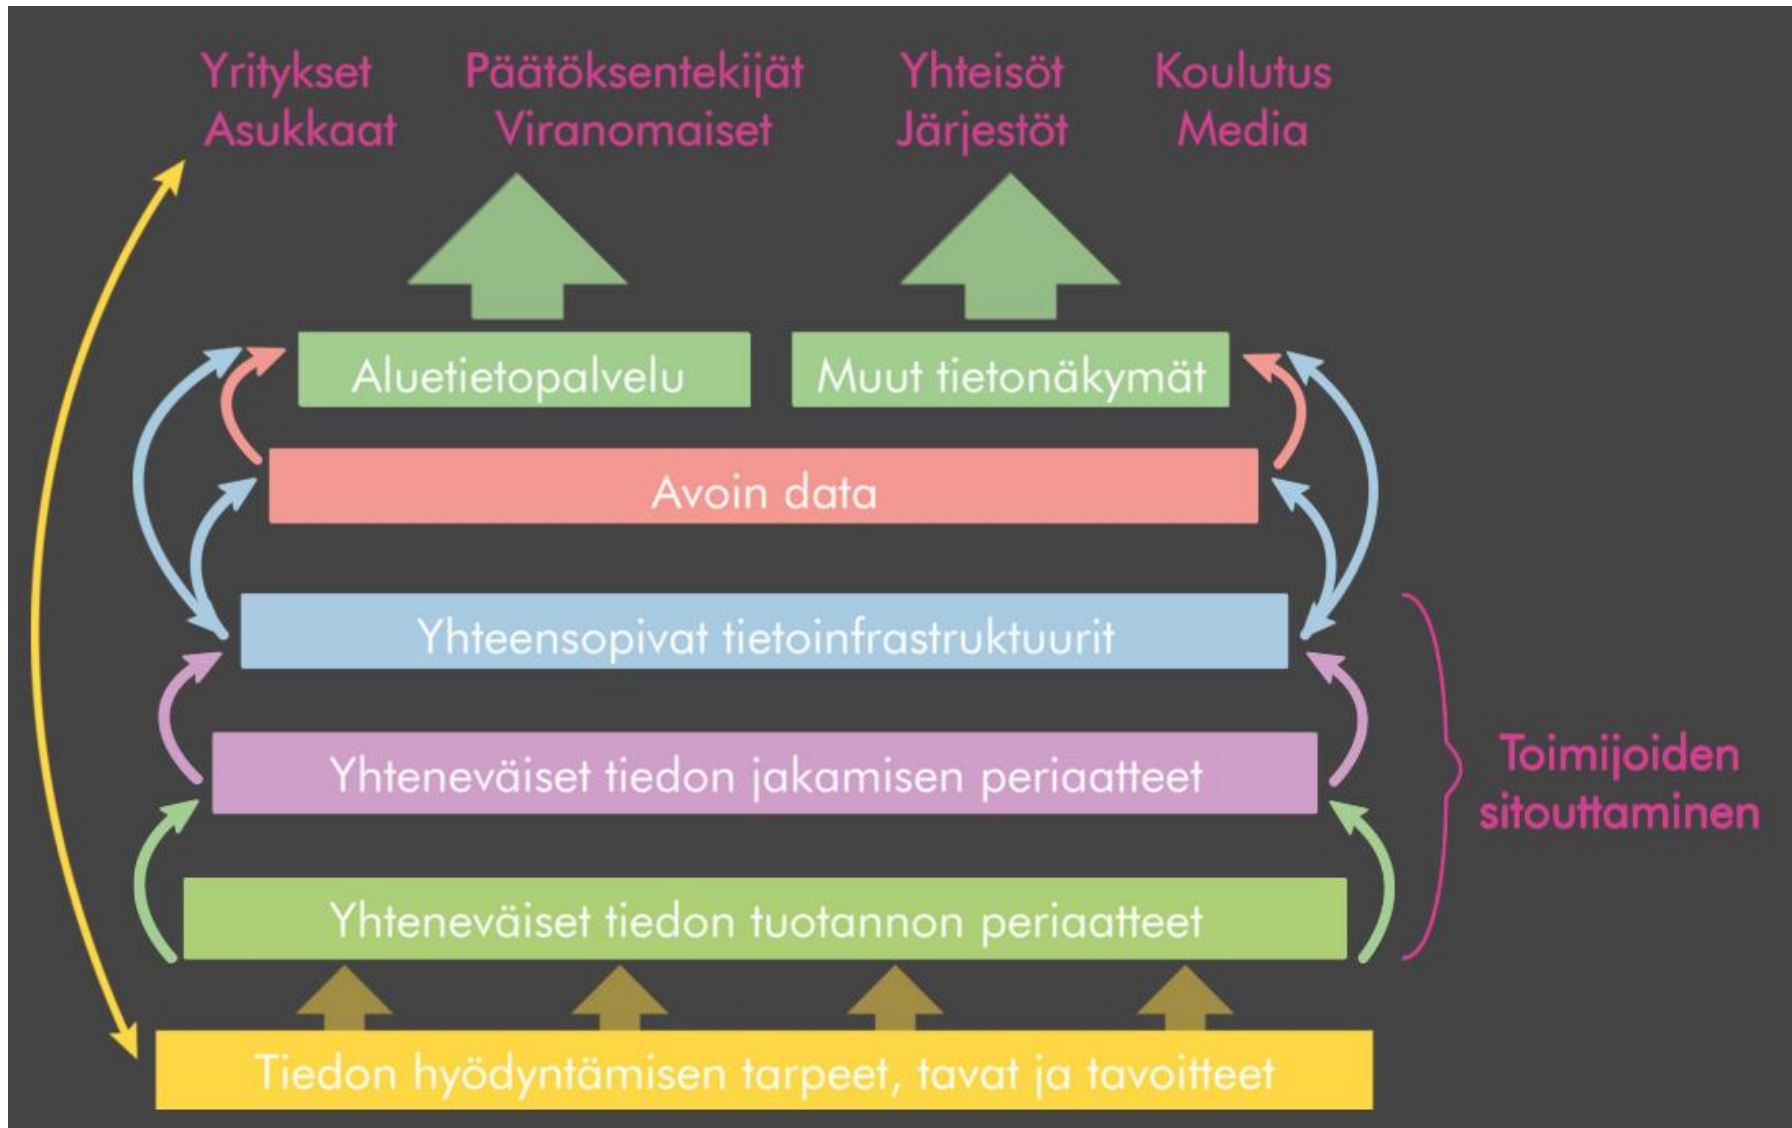 Yritykset
Asukkaat
Päätöksentekijät
Viranomaiset
Yhteisöt
Järjestöt
Koulutus
Media
Aluetietopalvelu
Muut tietonäkymät
Avoin data
Yhteensopivat tietoinfrastruktuurit
Yhteneväiset tiedon jakamisen periaatteet
Toimijoiden
sitouttaminen
Yhteneväiset tiedon tuotannon periaatteet
Tiedon hyödyntämisen tarpeet, tavat ja tavoitteet